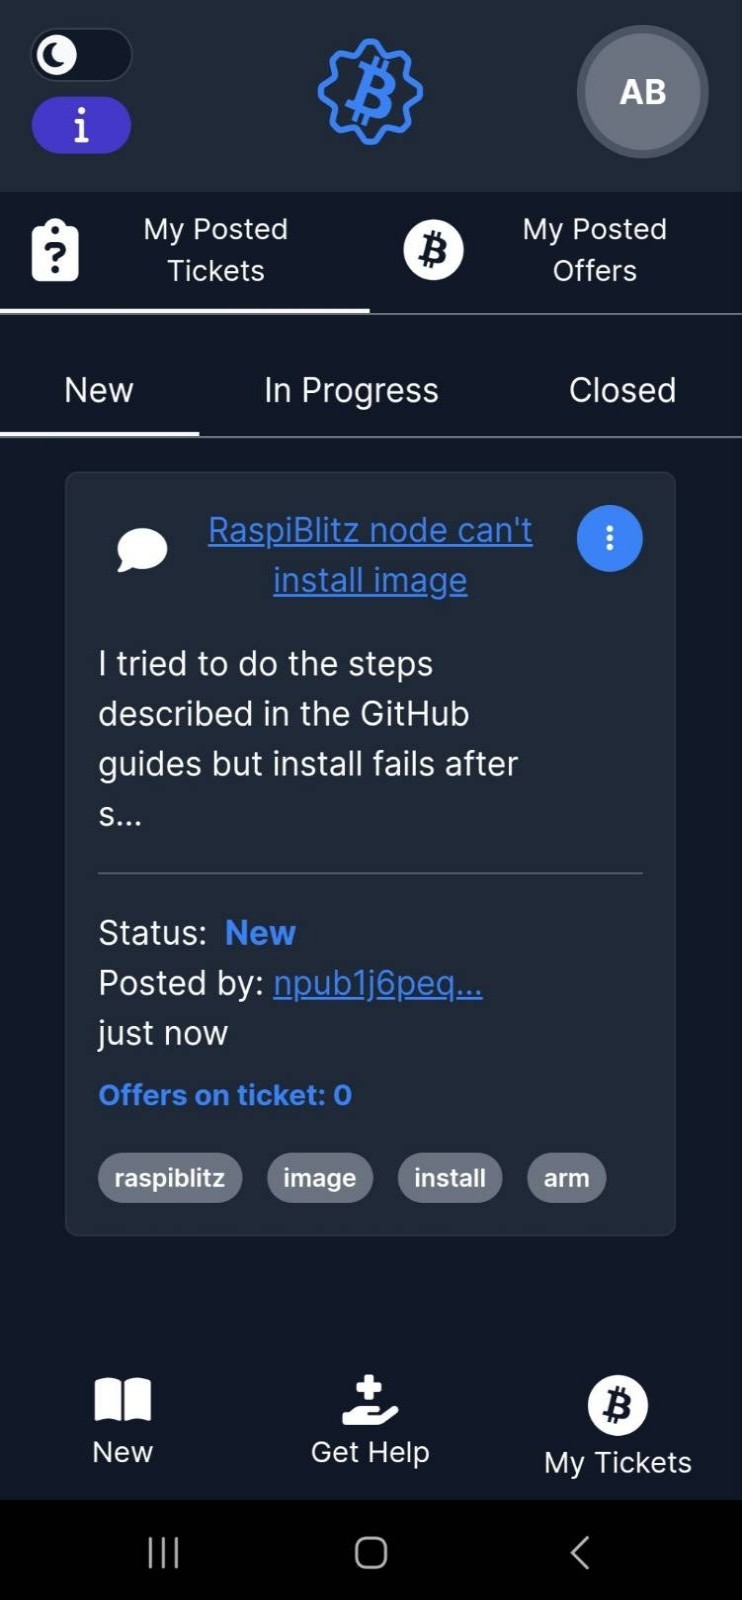 i
AB
My Posted
Tickets
My Posted
Offers
New
In Progress
Closed
RaspiBlitz node can't
install image
I tried to do the steps
described in the GitHub
guides but install fails after
s...
Status: New
Posted by: npub1j6peq...
just now
Offers on ticket: 0
raspiblitz
image
install
arm
New
Get Help
My Tickets